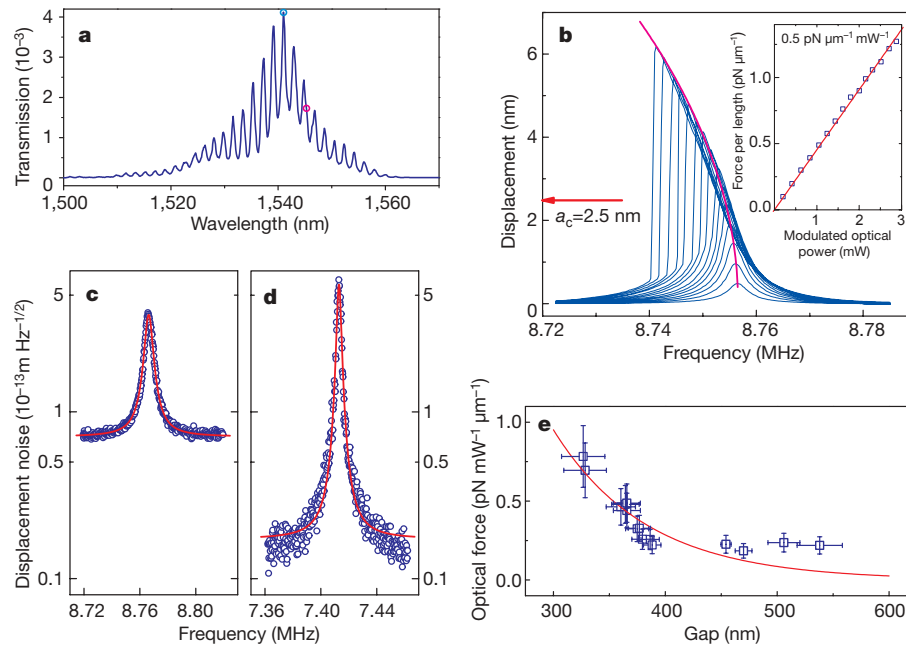 a
Transmission (10⁻³)
4
3
2
1
0
1,500
1,520
1,540
1,560
Wavelength (nm)
b
Displacement (nm)
6
4
2
0
a_c=2.5 nm
8.72
8.74
8.76
8.78
Frequency (MHz)
0.5 pN μm⁻¹ mW⁻¹
Force per length (pN μm⁻¹)
1.0
0.5
0.0
1
2
3
Modulated optical
power (mW)
c
d
Displacement noise (10⁻¹³m Hz⁻¹/²)
5
1
0.5
0.1
5
1
0.5
0.1
8.72
8.76
8.80
7.36
7.40
7.44
Frequency (MHz)
e
Optical force (pN mW⁻¹ μm⁻¹)
1.0
0.5
0.0
300
400
500
600
Gap (nm)